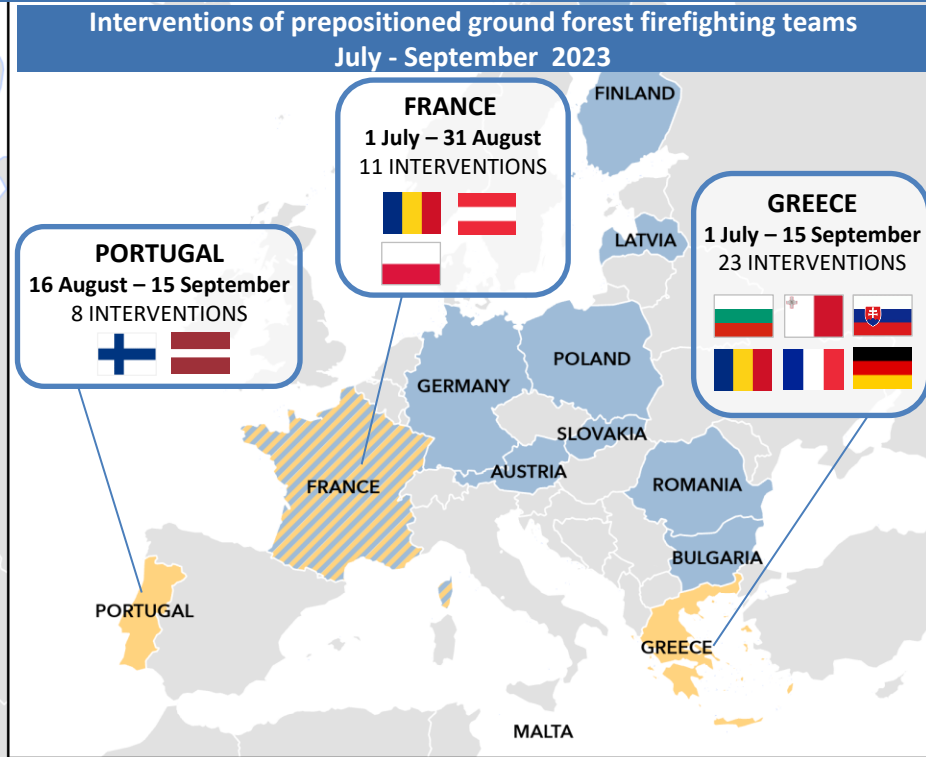 Interventions of prepositioned ground forest firefighting teams
July - September 2023
FINLAND
FRANCE
1 July – 31 August
11 INTERVENTIONS
GREECE
1 July – 15 September
23 INTERVENTIONS
LATVIA
PORTUGAL
16 August – 15 September
8 INTERVENTIONS
POLAND
GERMANY
SLOVAKIA
AUSTRIA
FRANCE
ROMANIA
BULGARIA
PORTUGAL
GREECE
MALTA